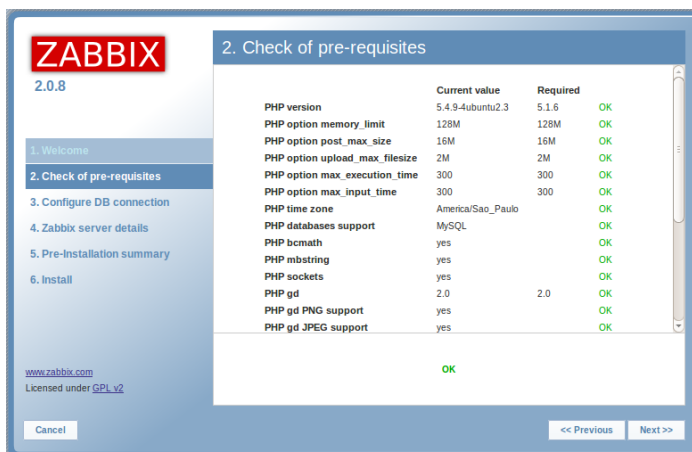 ZABBIX
2.0.8
1. Welcome
2. Check of pre-requisites
3. Configure DB connection
4. Zabbix server details
5. Pre-Installation summary
6. Install
www.zabbix.com
Licensed under GPL v2
2. Check of pre-requisites
Current value Required
PHP version 5.4.9-4ubuntu2.3 5.1.6 OK
PHP option memory_limit 128M 128M OK
PHP option post_max_size 16M 16M OK
PHP option upload_max_filesize 2M 2M OK
PHP option max_execution_time 300 300 OK
PHP option max_input_time 300 300 OK
PHP time zone America/Sao_Paulo OK
PHP databases support MySQL OK
PHP bcmath yes OK
PHP mbstring yes OK
PHP sockets yes OK
PHP gd 2.0 2.0 OK
PHP gd PNG support yes OK
PHP gd JPEG support yes OK
OK
Cancel << Previous Next >>